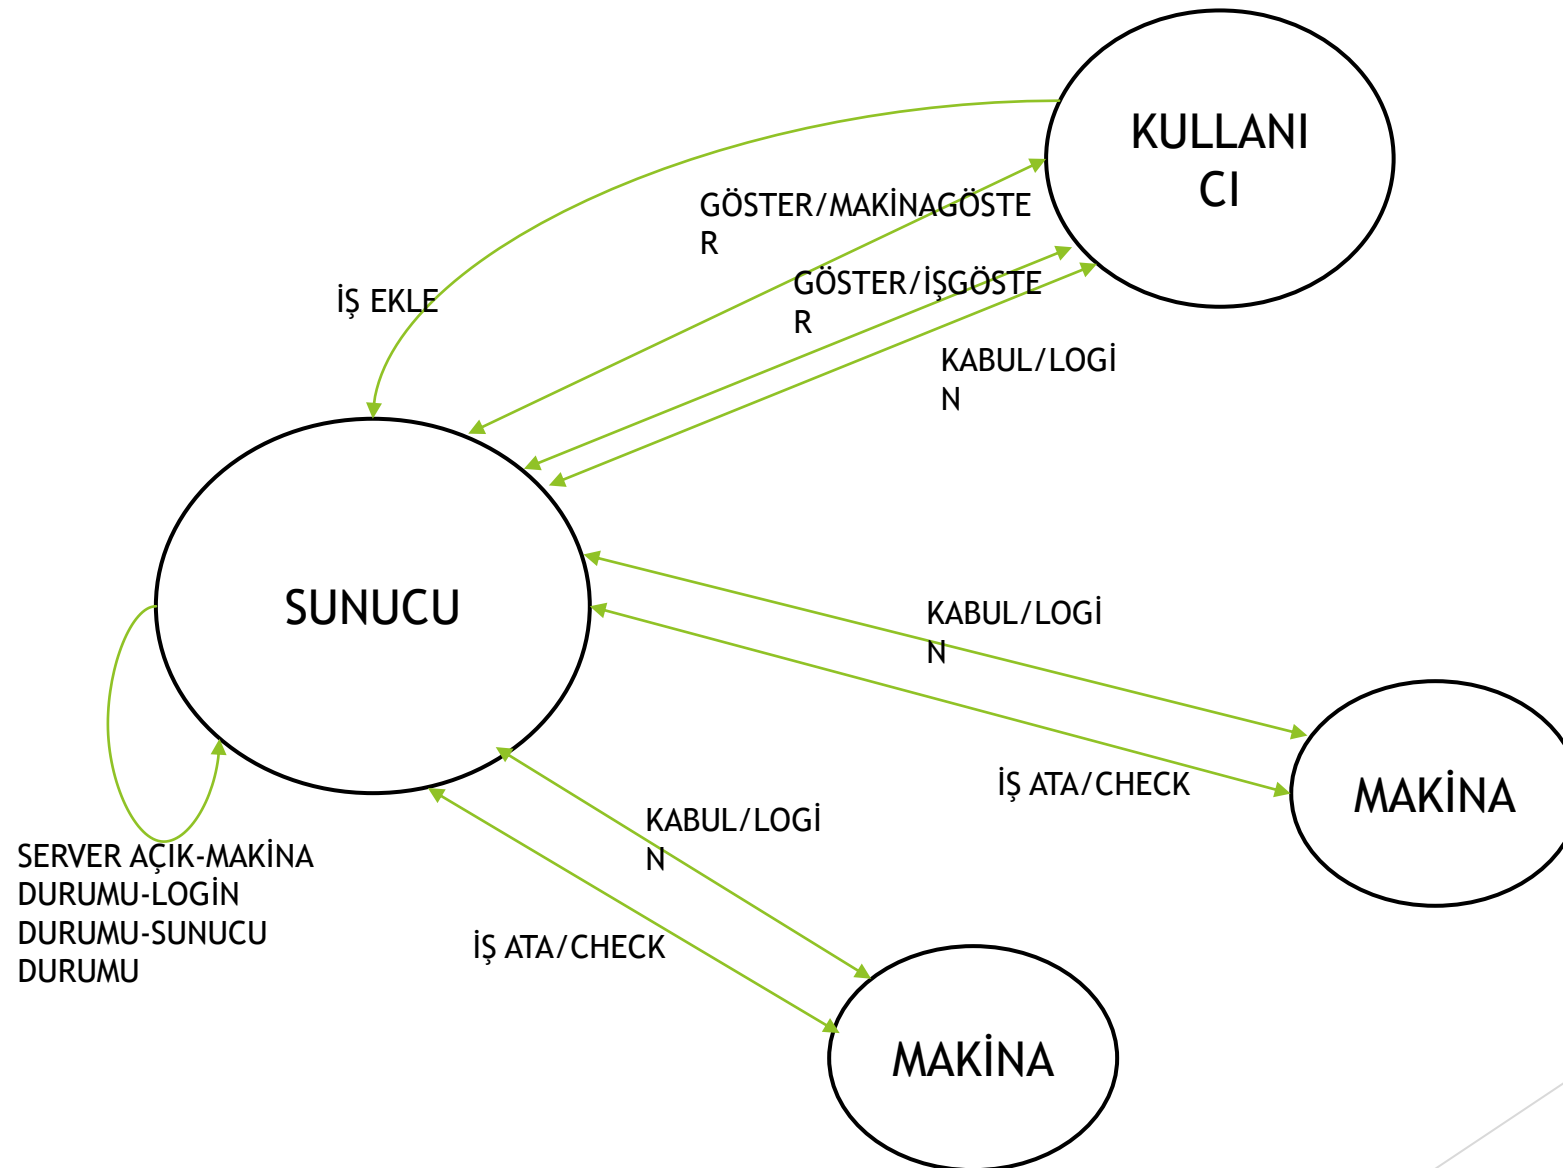 KULLANI
CI
GÖSTER/MAKİNAGÖSTE
R
GÖSTER/İŞGÖSTE
R
İŞ EKLE
KABUL/LOGİ
N
SUNUCU
KABUL/LOGİ
N
İŞ ATA/CHECK
MAKİNA
KABUL/LOGİ
N
SERVER AÇIK-MAKİNA
DURUMU-LOGİN
DURUMU-SUNUCU
DURUMU
İŞ ATA/CHECK
MAKİNA